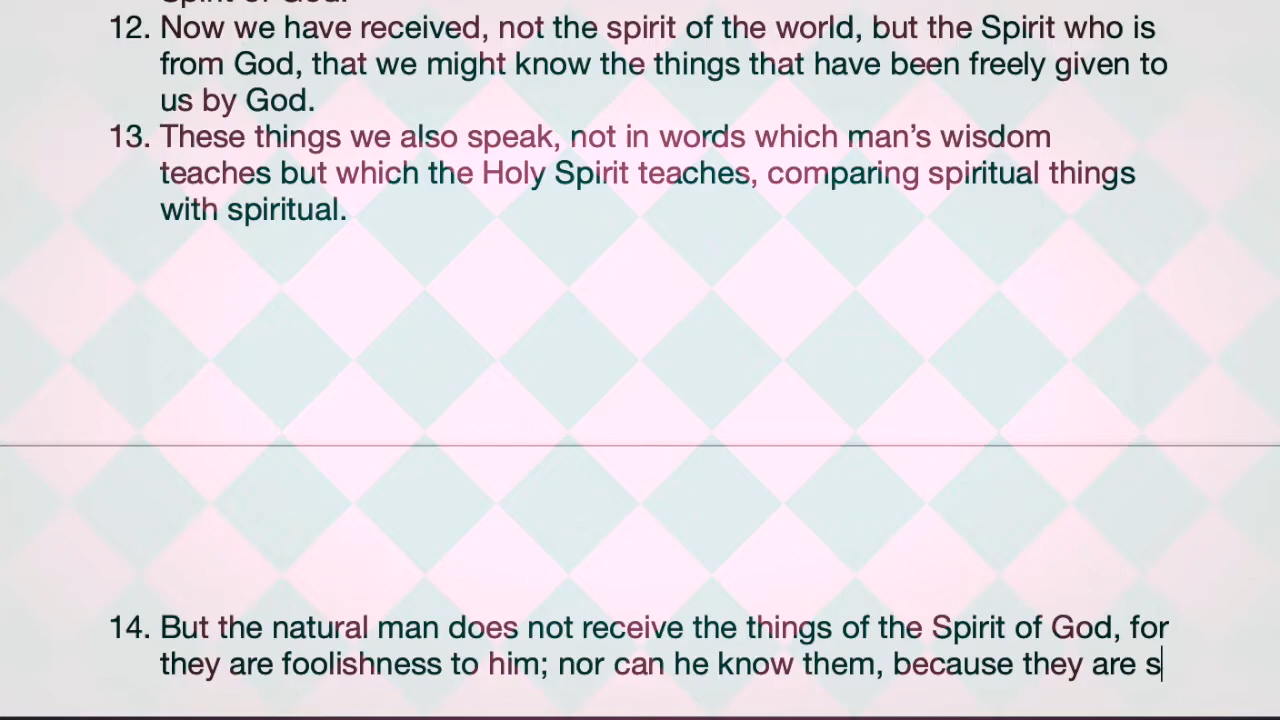 Spirit of God.
12. Now we have received, not the spirit of the world, but the Spirit who is
from God, that we might know the things that have been freely given to
us by God.
13. These things we also speak, not in words which man’s wisdom
teaches but which the Holy Spirit teaches, comparing spiritual things
with spiritual.
14. But the natural man does not receive the things of the Spirit of God, for
they are foolishness to him; nor can he know them, because they are s